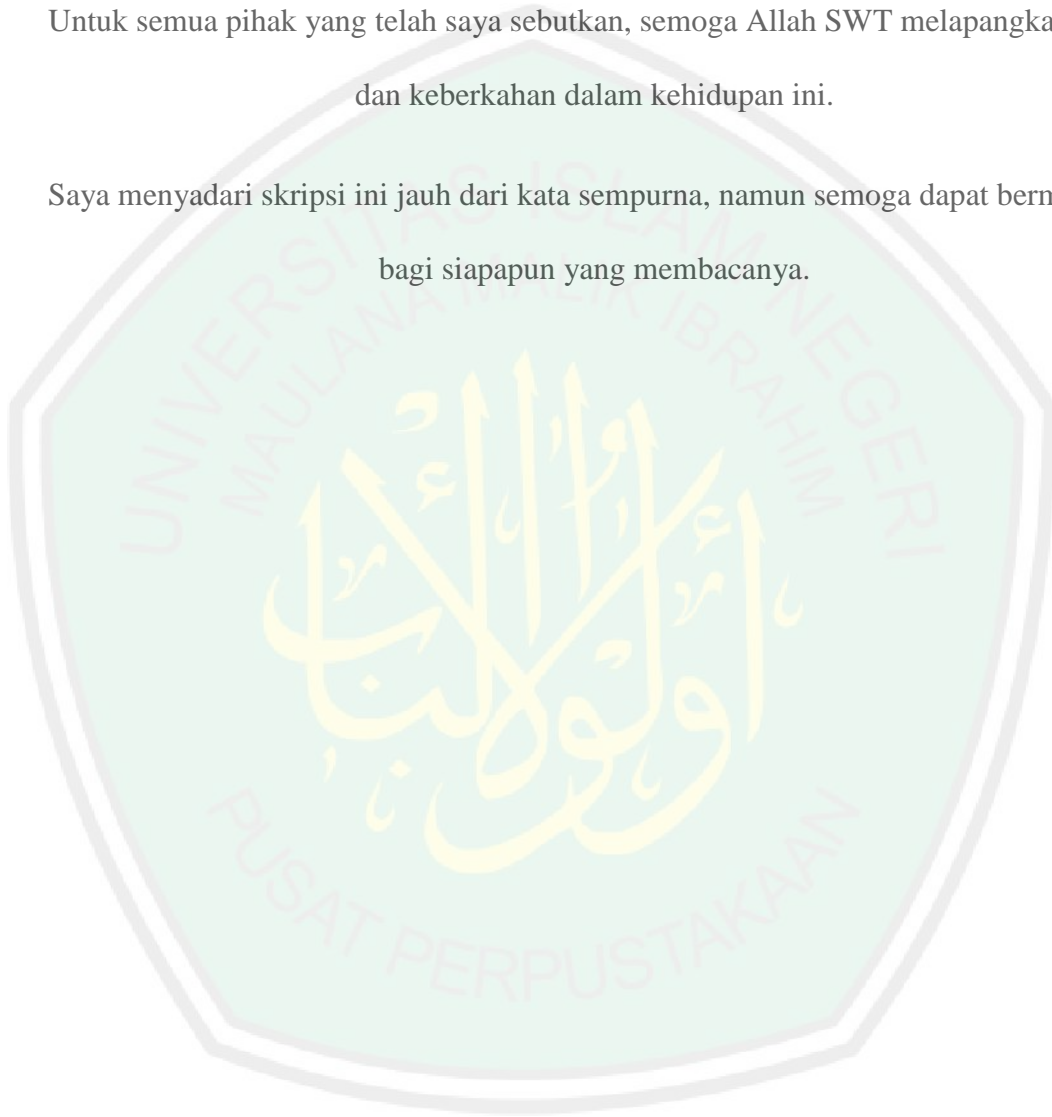 Untuk semua pihak yang telah saya sebutkan, semoga Allah SWT melapangka
dan keberkahan dalam kehidupan ini.
Saya menyadari skripsi ini jauh dari kata sempurna, namun semoga dapat
bagi siapapun yang membacanya.
UNIVERSITAS ISLAM NEGERI
MAULANA MALIK IBRAHIM
أولو الألباب
PUSAT PERPUSTAKAAN